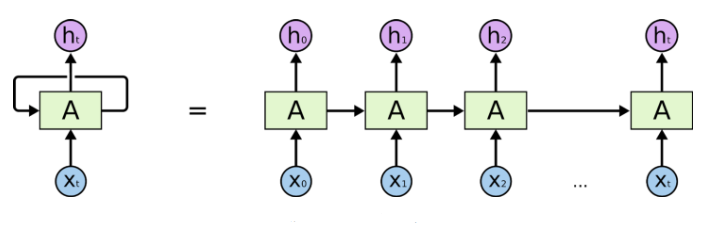 hₜ h₀ h₁ h₂ hₜ
A = A A A A
xₜ x₀ x₁ x₂ ... xₜ